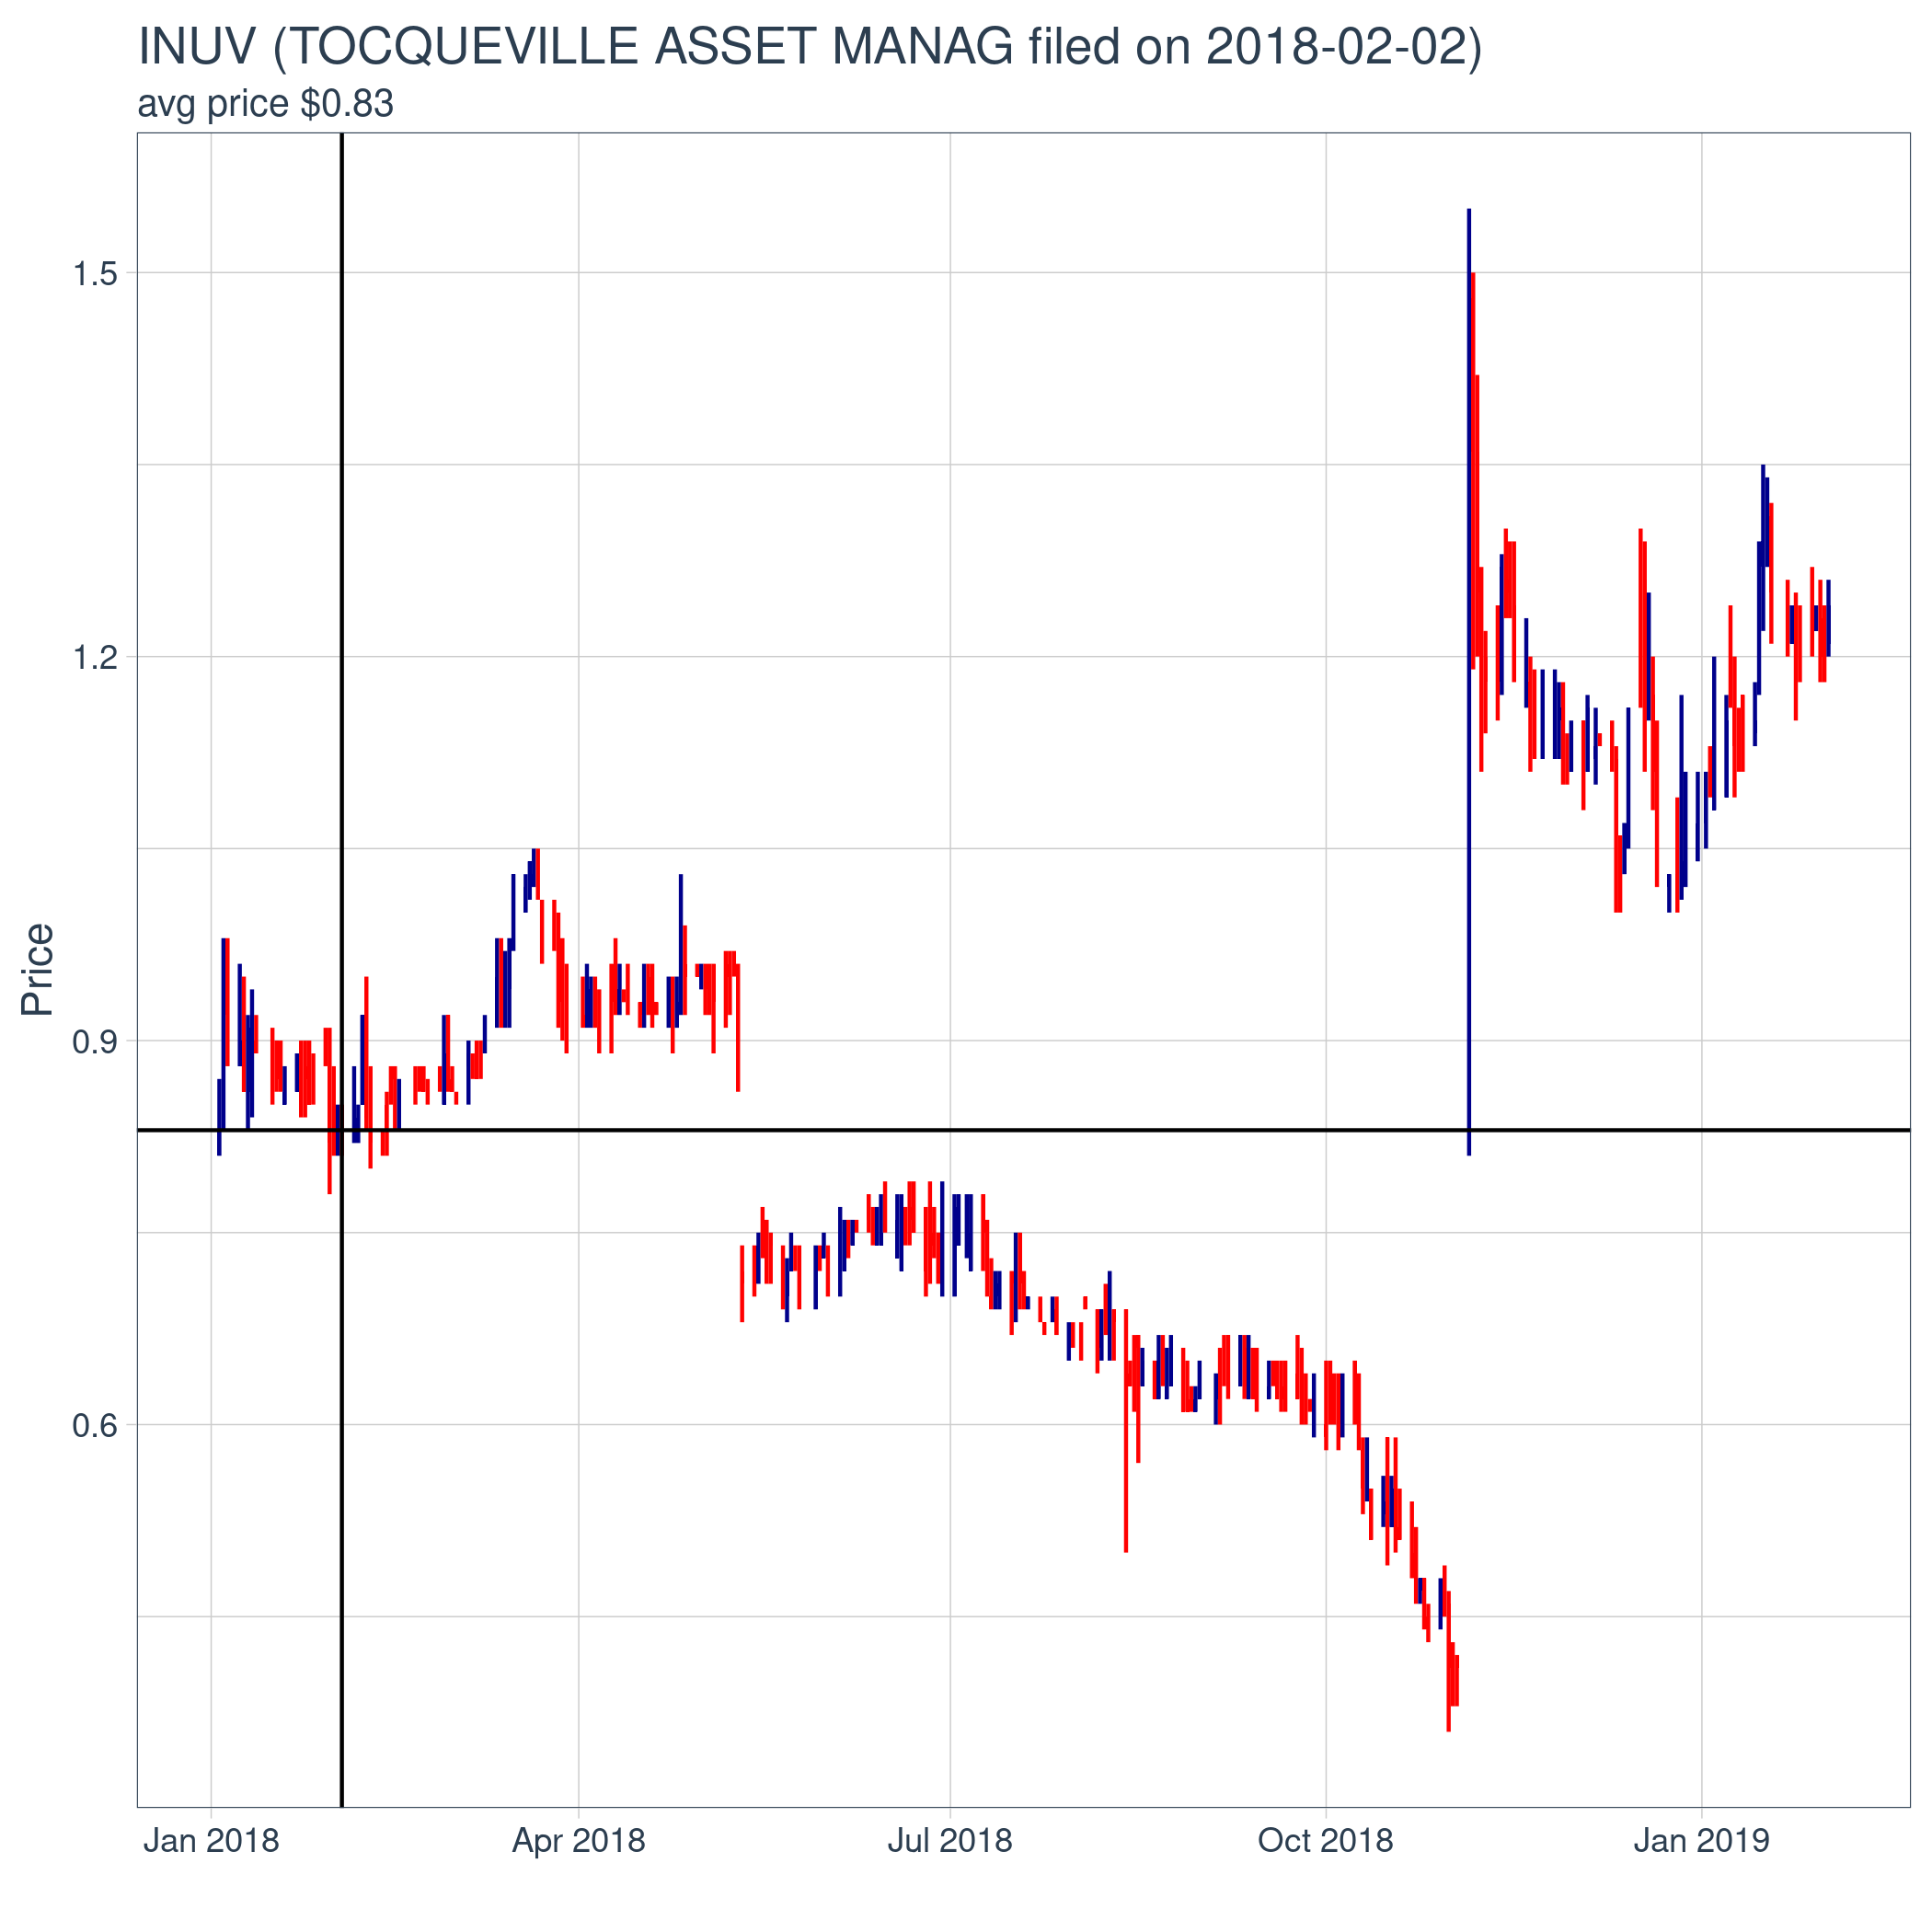 INUV (TOCQUEVILLE ASSET MANAG filed on 2018-02-02)
avg price $0.83
1.5
1.2
0.9
0.6
Price
Jan 2018 Apr 2018 Jul 2018 Oct 2018 Jan 2019